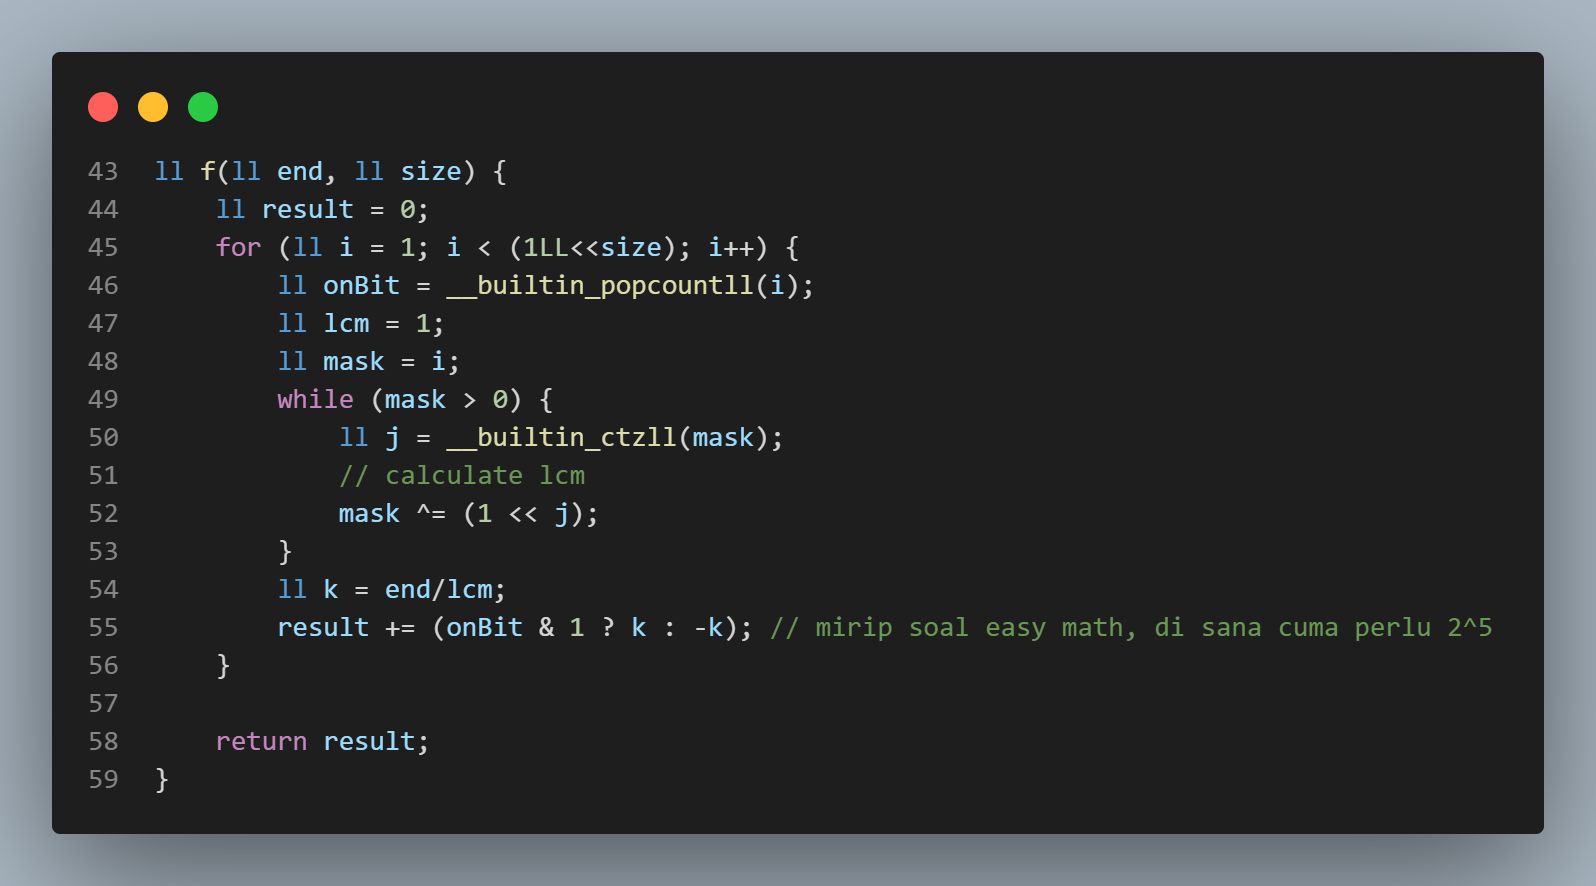 43 ll f(ll end, ll size) {
44     ll result = 0;
45     for (ll i = 1; i < (1LL<<size); i++) {
46         ll onBit = __builtin_popcountll(i);
47         ll lcm = 1;
48         ll mask = i;
49         while (mask > 0) {
50             ll j = __builtin_ctzll(mask);
51             // calculate lcm
52             mask ^= (1 << j);
53         }
54         ll k = end/lcm;
55         result += (onBit & 1 ? k : -k); // mirip soal easy math, di sana cuma perlu 2^5
56     }
57
58     return result;
59 }